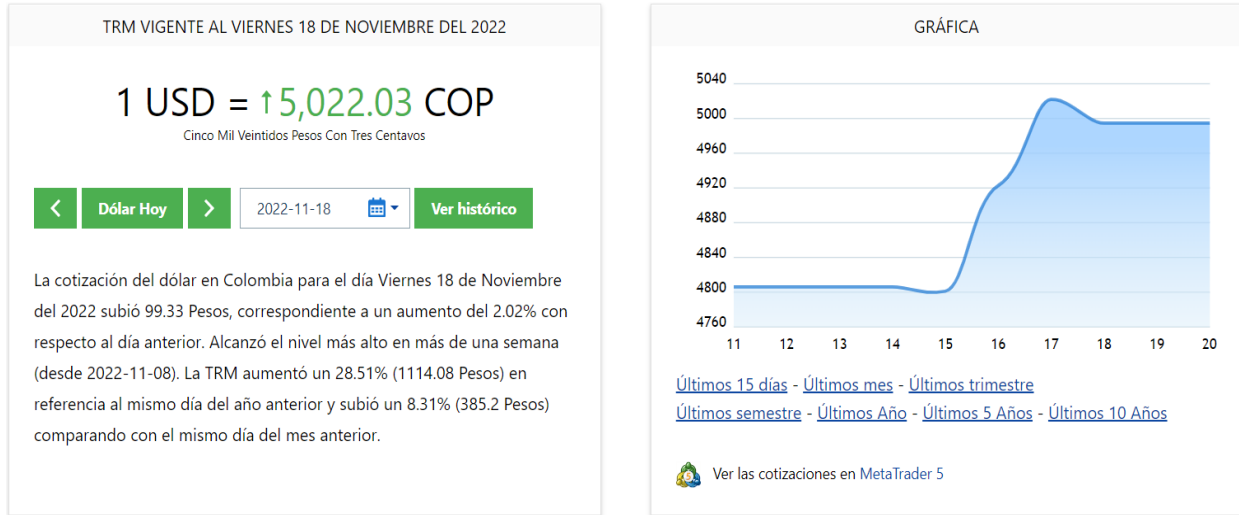 TRM VIGENTE AL VIERNES 18 DE NOVIEMBRE DEL 2022
1 USD = ↑5,022.03 COP
Cinco Mil Veintidos Pesos Con Tres Centavos
Dólar Hoy
2022-11-18
Ver histórico
La cotización del dólar en Colombia para el día Viernes 18 de Noviembre
del 2022 subió 99.33 Pesos, correspondiente a un aumento del 2.02% con
respecto al día anterior. Alcanzó el nivel más alto en más de una semana
(desde 2022-11-08). La TRM aumentó un 28.51% (1114.08 Pesos) en
referencia al mismo día del año anterior y subió un 8.31% (385.2 Pesos)
comparando con el mismo día del mes anterior.
GRÁFICA
5040
5000
4960
4920
4880
4840
4800
4760
11 12 13 14 15 16 17 18 19 20
Últimos 15 días - Últimos mes - Últimos trimestre
Últimos semestre - Últimos Año - Últimos 5 Años - Últimos 10 Años
Ver las cotizaciones en MetaTrader 5